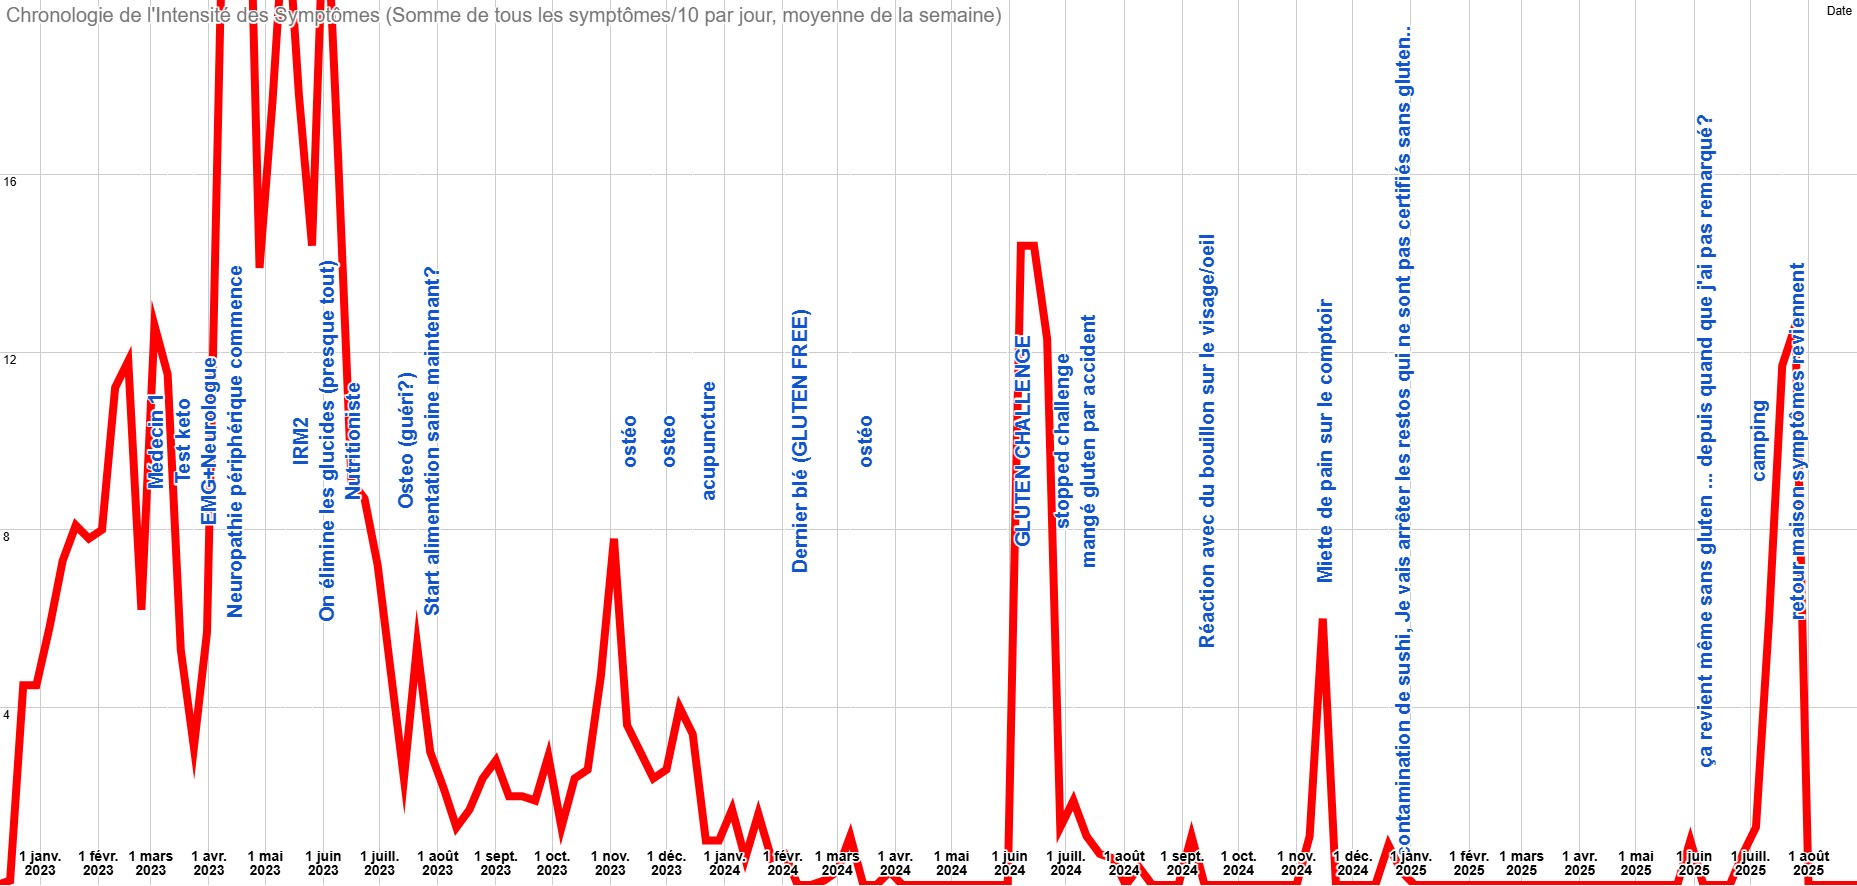 Chronologie de l'Intensité des Symptômes (Somme de tous les symptômes/10 par jour, moyenne de la semaine)
Date
16
12
8
4
Médecin 1
Test keto
EMG+Neurologue
Neuropathie périphérique commence
IRM2
On élimine les glucides (presque tout)
Nutritioniste
Osteo (guéri?)
Start alimentation saine maintenant?
ostéo
osteo
acupuncture
Dernier blé (GLUTEN FREE)
ostéo
GLUTEN CHALLENGE
stopped challenge
mangé gluten par accident
Réaction avec du bouillon sur le visage/oeil
Miette de pain sur le comptoir
contamination de sushi, Je vais arrêter les restos qui ne sont pas certifiés sans gluten..
ça revient même sans gluten ... depuis quand que j'ai pas remarqué?
camping
retour maison symptômes reviennent
1 janv. 2023
1 févr. 2023
1 mars 2023
1 avr. 2023
1 mai 2023
1 juin 2023
1 juill. 2023
1 août 2023
1 sept. 2023
1 oct. 2023
1 nov. 2023
1 déc. 2023
1 janv. 2024
1 févr. 2024
1 mars 2024
1 avr. 2024
1 mai 2024
1 juin 2024
1 juill. 2024
1 août 2024
1 sept. 2024
1 oct. 2024
1 nov. 2024
1 déc. 2024
1 janv. 2025
1 févr. 2025
1 mars 2025
1 avr. 2025
1 mai 2025
1 juin 2025
1 juill. 2025
1 août 2025